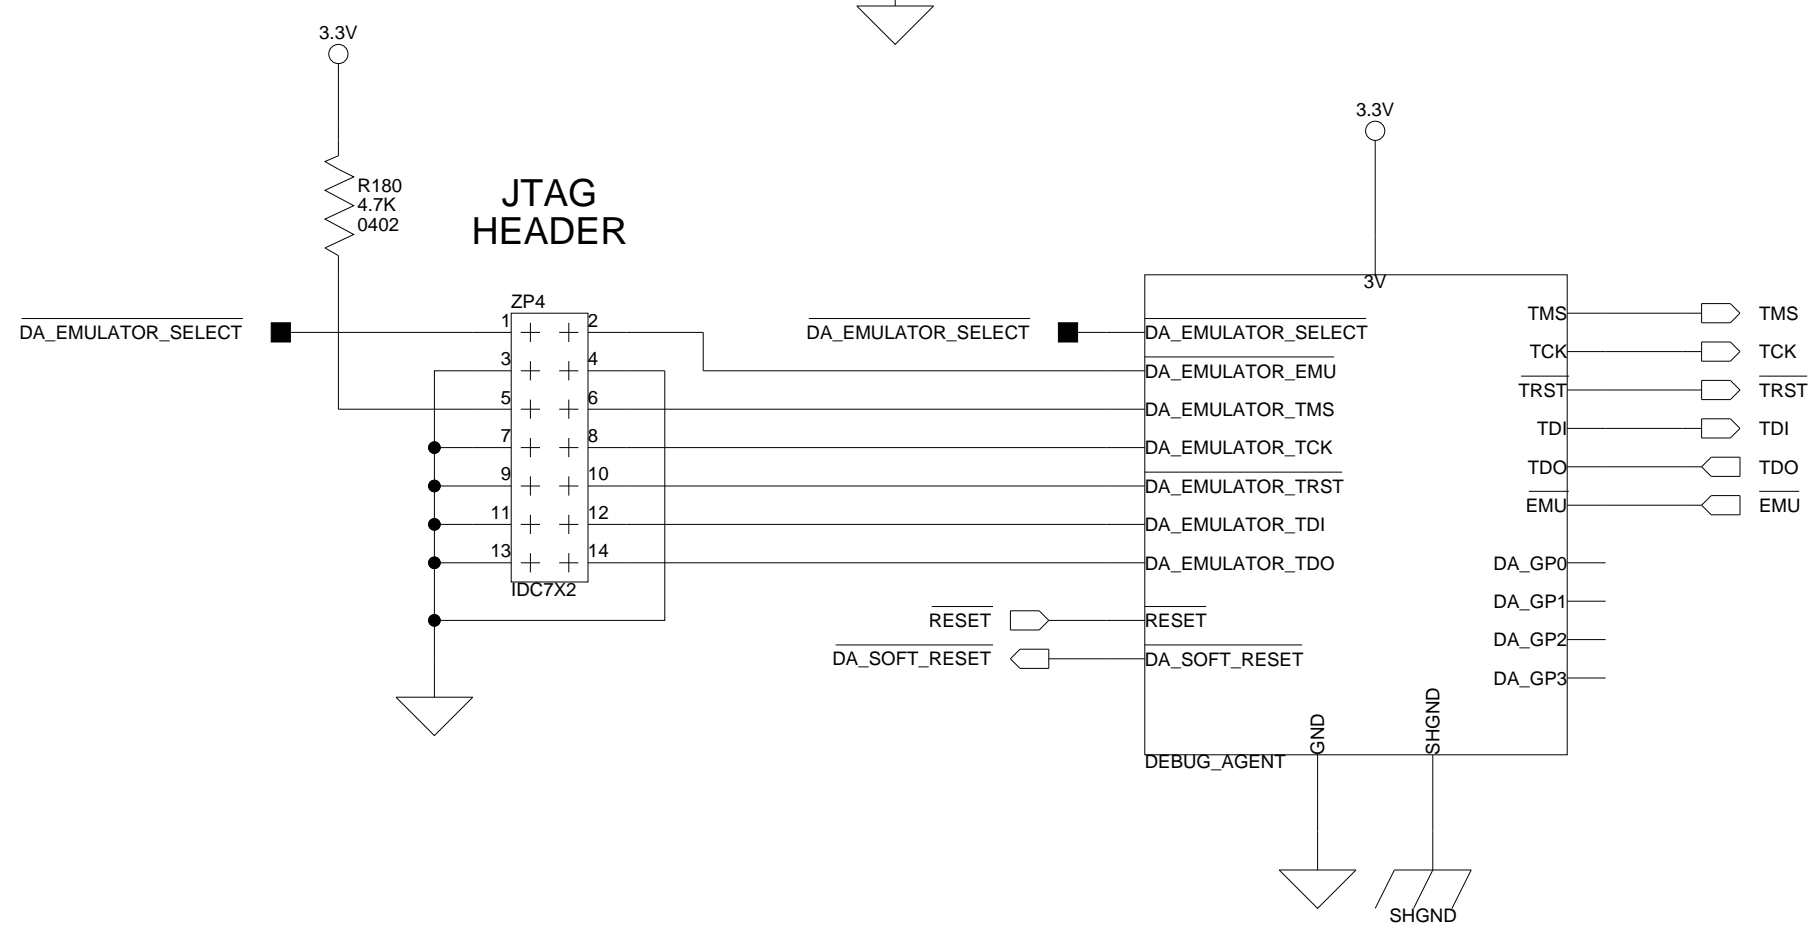 3.3V
R180
4.7K
0402
JTAG
HEADER
DA_EMULATOR_SELECT
ZP4
1
2
3
4
5
6
7
8
9
10
11
12
13
14
IDC7X2
3.3V
3V
DA_EMULATOR_SELECT
DA_EMULATOR_SELECT
DA_EMULATOR_EMU
DA_EMULATOR_TMS
DA_EMULATOR_TCK
DA_EMULATOR_TRST
DA_EMULATOR_TDI
DA_EMULATOR_TDO
RESET
RESET
DA_SOFT_RESET
DA_SOFT_RESET
TMS
TMS
TCK
TCK
TRST
TRST
TDI
TDI
TDO
TDO
EMU
EMU
DA_GP0
DA_GP1
DA_GP2
DA_GP3
GND
SHGND
DEBUG_AGENT
SHGND